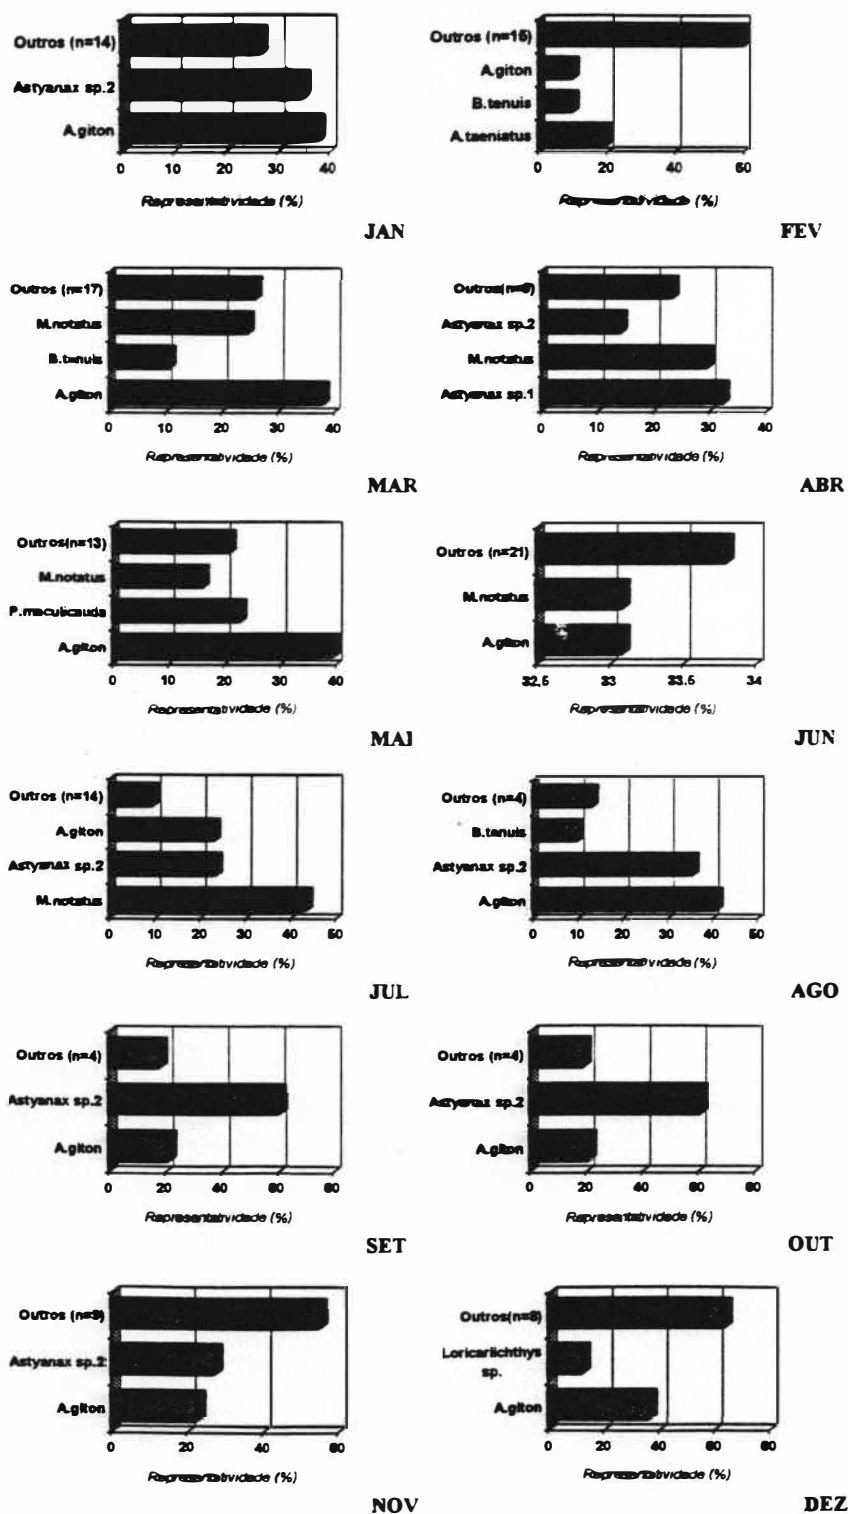 Outros (n=14)
Astyanax sp.2
A.giton
0 10 20 30 40
Representatividade (%)
JAN
Outros (n=15)
A.giton
B.tenuis
A.taeniatus
0 20 40 60
Representatividade (%)
FEV
Outros (n=17)
M.notatus
B.tenuis
A.giton
0 10 20 30 40
Representatividade (%)
MAR
Astyanax sp.2
M.notatus
Astyanax sp.1
0 10 20 30 40
Representatividade (%)
ABR
Outros(n=13)
M.notatus
P.maculicauda
A.giton
0 10 20 30 40
Representatividade (%)
MAI
Outros (n=21)
M.notatus
A.giton
32.5 33 33.5 34
Representatividade (%)
JUN
Outros (n=14)
A.giton
Astyanax sp.2
M.notatus
0 10 20 30 40 50
Representatividade (%)
JUL
Outros (n=4)
B.tenuis
Astyanax sp.2
A.giton
0 10 20 30 40 50
Representatividade (%)
AGO
Outros (n=4)
Astyanax sp.2
A.giton
0 20 40 60 80
Representatividade (%)
SET
Outros (n=4)
Astyanax sp.2
A.giton
0 20 40 60 80
Representatividade (%)
OUT
Outros (n=9)
Astyanax sp.2
A.giton
0 20 40 60
Representatividade (%)
NOV
Outros(n=8)
Loricariichthys
sp.
A.giton
0 20 40 60 80
Representatividade (%)
DEZ